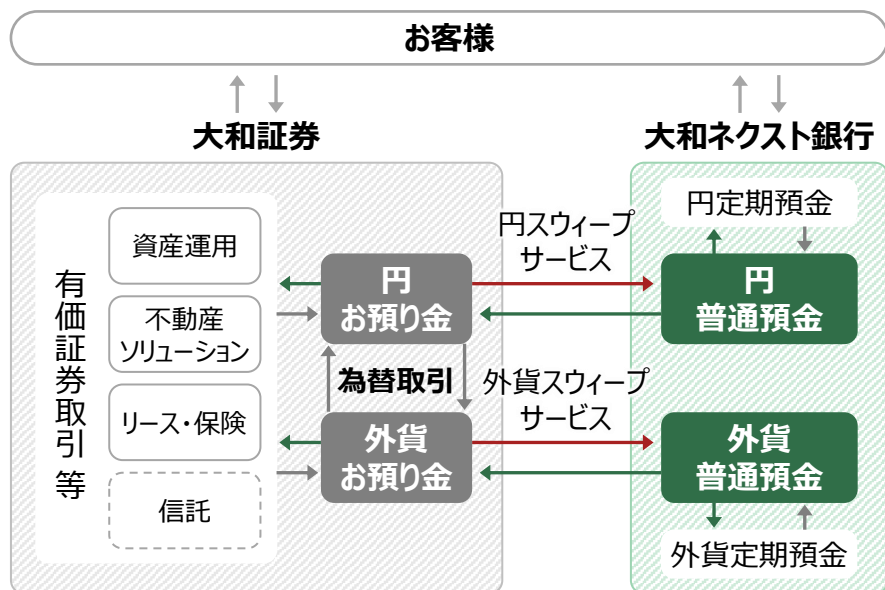 お客様
大和証券
大和ネクスト銀行
有価証券取引等
資産運用
不動産
ソリューション
リース・保険
信託
円
お預り金
為替取引
外貨
お預り金
円スウィープ
サービス
外貨スウィープ
サービス
円定期預金
円
普通預金
外貨
普通預金
外貨定期預金